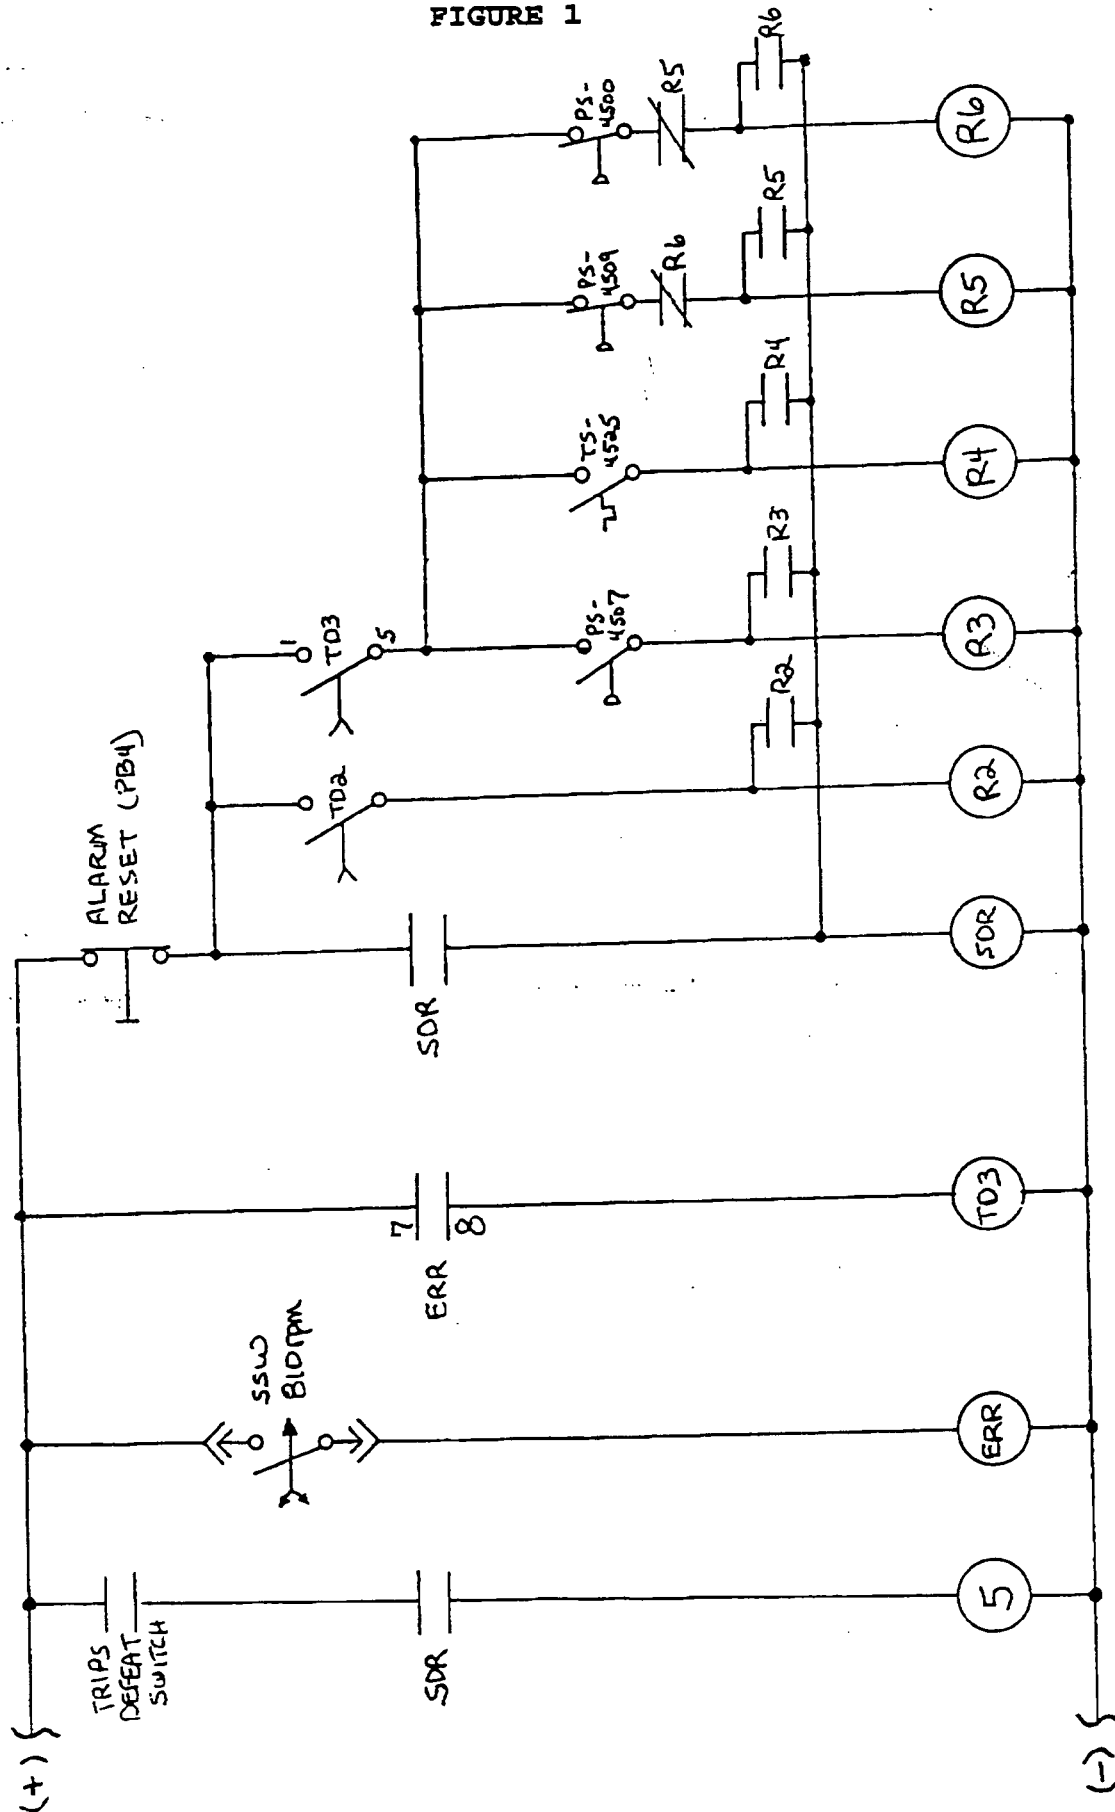 FIGURE 1
(+)
(-)
TRIPS
DEFEAT
SWITCH
SDR
5
SSW
810rpm
ERR
ERR
7
8
TD3
ALARM
RESET (PB4)
SDR
SDR
TD2
R2
R2
1
TD3
5
PS-
4507
R3
R3
TS-
4525
R4
R4
PS-
4509
R6
R5
R5
PS-
4500
R5
R6
R6